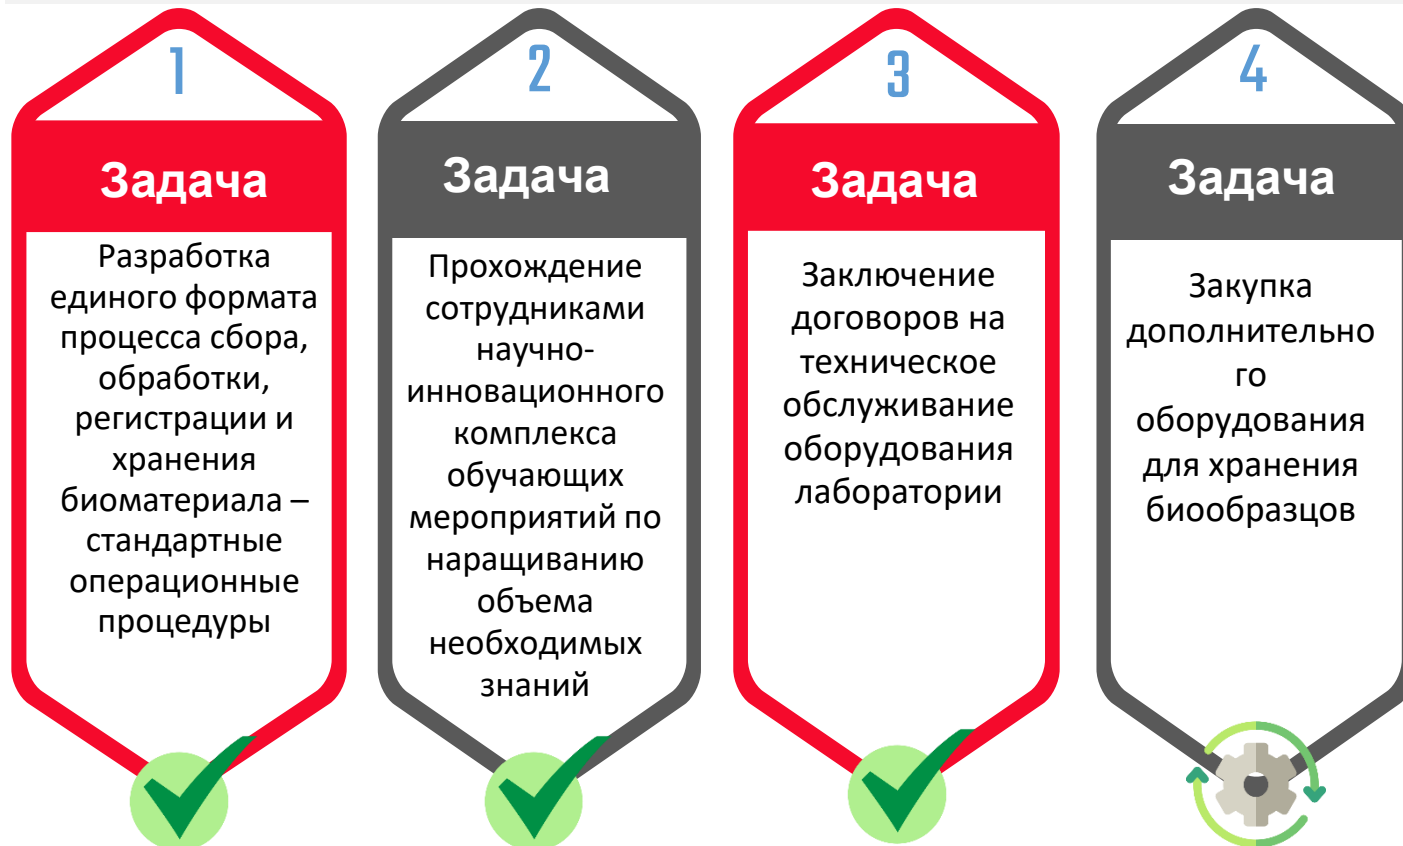 1
Задача
Разработка
единого формата
процесса сбора,
обработки,
регистрации и
хранения
биоматериала –
стандартные
операционные
процедуры
2
Задача
Прохождение
сотрудниками
научно-
инновационного
комплекса
обучающих
мероприятий по
наращиванию
объема
необходимых
знаний
3
Задача
Заключение
договоров на
техническое
обслуживание
оборудования
лаборатории
4
Задача
Закупка
дополнительно
го
оборудования
для хранения
биообразцов